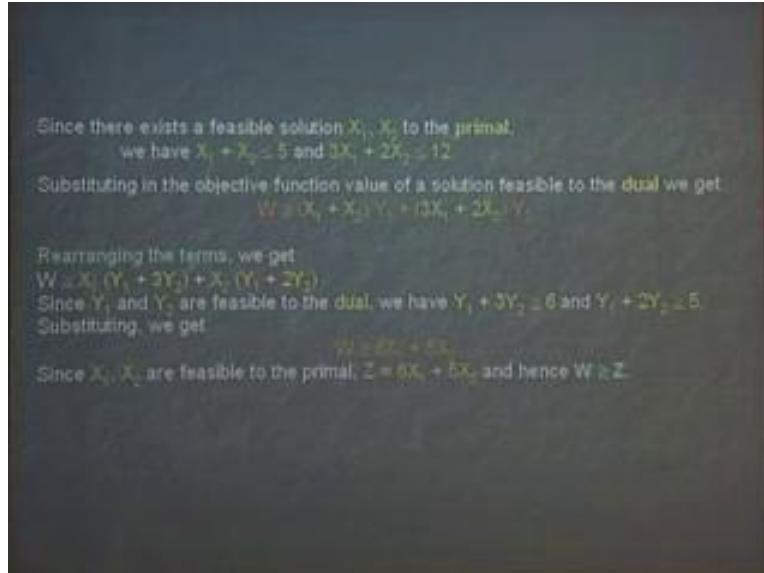 Since there exists a feasible solution X₁, X₂ to the primal,
we have X₁ + X₂ ≤ 5 and 3X₁ + 2X₂ ≤ 12
Substituting in the objective function value of a solution feasible to the dual we get
W ≥ (X₁ + X₂) Y₁ + (3X₁ + 2X₂) Y₂
Rearranging the terms, we get
W ≥ X₁ (Y₁ + 3Y₂) + X₂ (Y₁ + 2Y₂)
Since Y₁ and Y₂ are feasible to the dual, we have Y₁ + 3Y₂ ≥ 6 and Y₁ + 2Y₂ ≥ 5.
Substituting, we get
W ≥ 6X₁ + 5X₂
Since X₁, X₂ are feasible to the primal, Z = 6X₁ + 5X₂ and hence W ≥ Z.